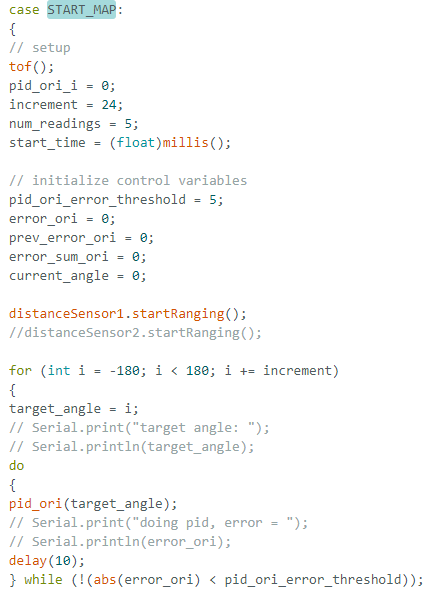 case START_MAP:
{
// setup
tof();
pid_ori_i = 0;
increment = 24;
num_readings = 5;
start_time = (float)millis();

// initialize control variables
pid_ori_error_threshold = 5;
error_ori = 0;
prev_error_ori = 0;
error_sum_ori = 0;
current_angle = 0;

distanceSensor1.startRanging();
//distanceSensor2.startRanging();

for (int i = -180; i < 180; i += increment)
{
target_angle = i;
// Serial.print("target angle: ");
// Serial.println(target_angle);
do
{
pid_ori(target_angle);
// Serial.print("doing pid, error = ");
// Serial.println(error_ori);
delay(10);
} while (!(abs(error_ori) < pid_ori_error_threshold));